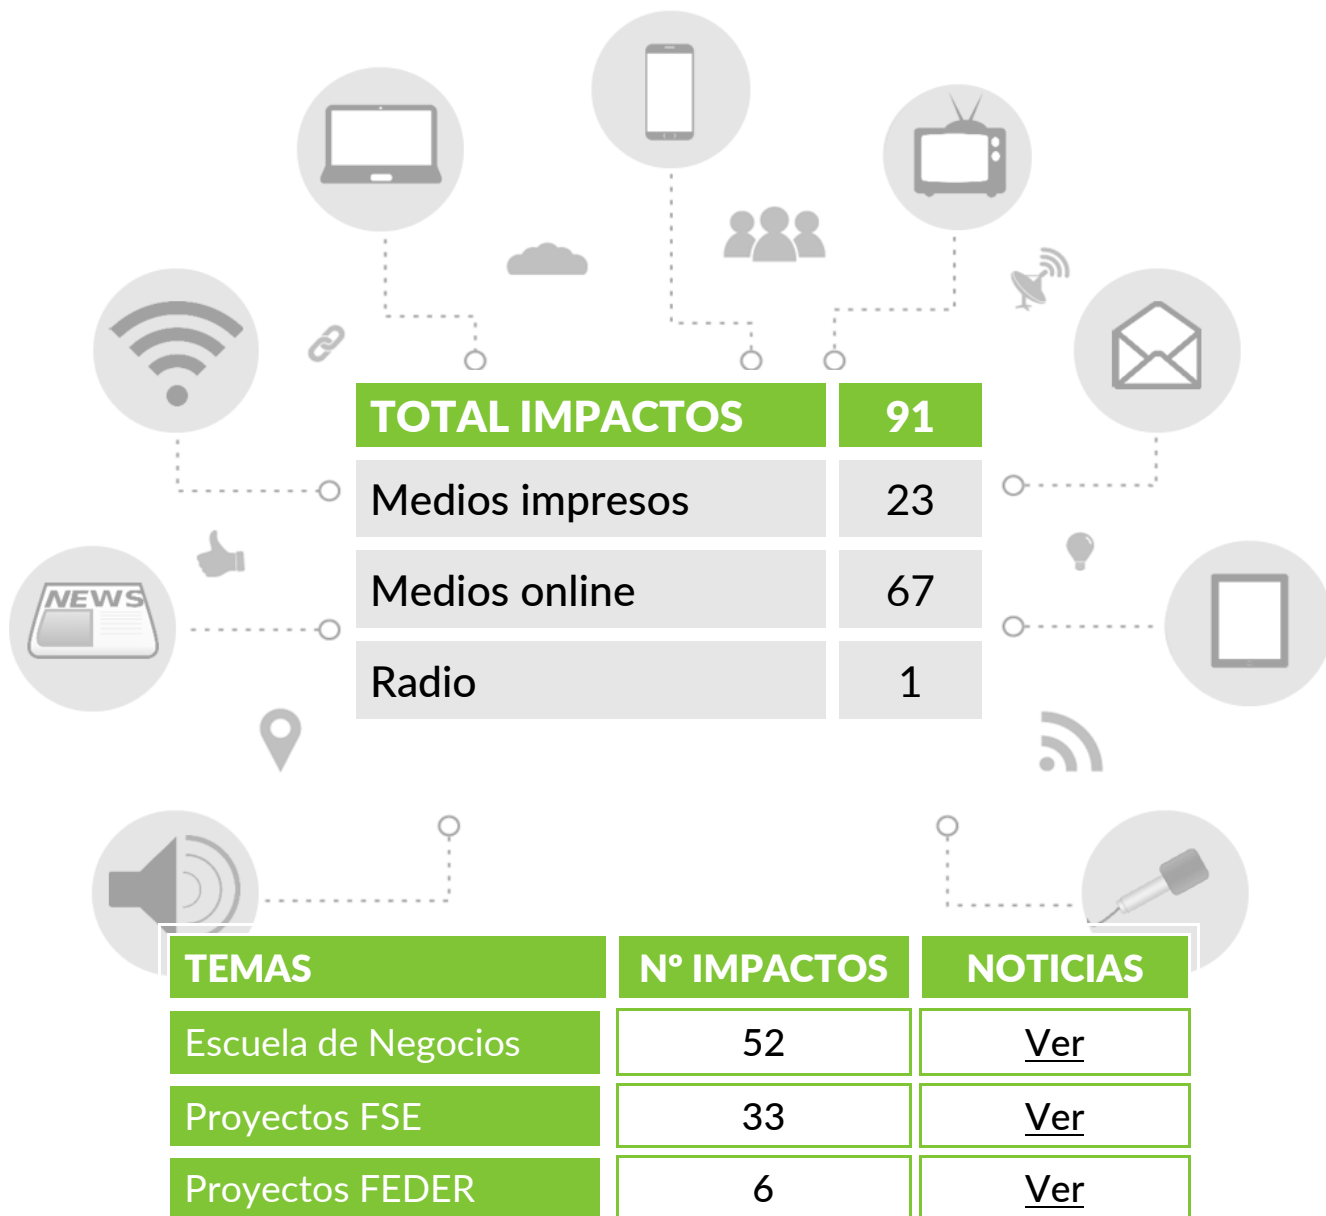 TOTAL IMPACTOS 91
Medios impresos 23
Medios online 67
NEWS
Radio 1
TEMAS Nº IMPACTOS NOTICIAS
Escuela de Negocios 52 Ver
Proyectos FSE 33 Ver
Proyectos FEDER 6 Ver